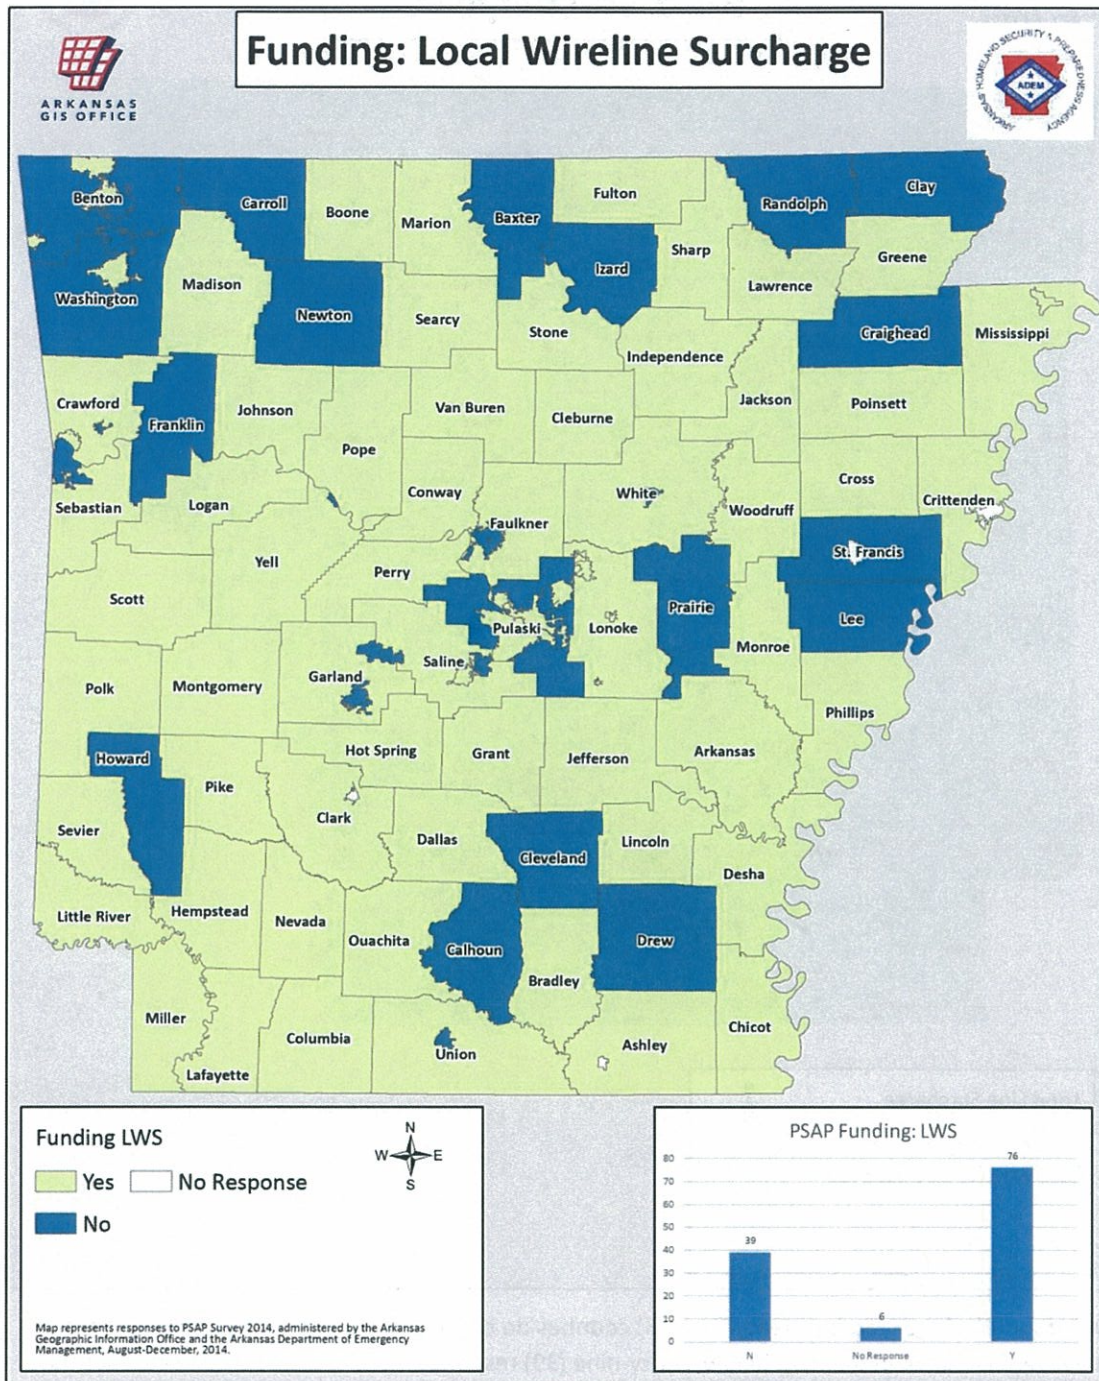 Funding: Local Wireline Surcharge
ARKANSAS
GIS OFFICE
ARKANSAS HOMELAND SECURITY & PREPAREDNESS AGENCY
ADEM
Benton
Carroll
Boone
Marion
Baxter
Fulton
Randolph
Clay
Izard
Sharp
Greene
Lawrence
Washington
Madison
Newton
Searcy
Stone
Independence
Craighead
Mississippi
Crawford
Franklin
Johnson
Van Buren
Cleburne
Jackson
Poinsett
Pope
Sebastian
Logan
Conway
White
Woodruff
Cross
Crittenden
Faulkner
St. Francis
Yell
Perry
Scott
Pulaski
Lonoke
Prairie
Lee
Monroe
Polk
Montgomery
Garland
Saline
Phillips
Howard
Hot Spring
Grant
Jefferson
Arkansas
Pike
Clark
Sevier
Dallas
Cleveland
Lincoln
Desha
Little River
Hempstead
Nevada
Ouachita
Calhoun
Drew
Bradley
Miller
Columbia
Union
Ashley
Chicot
Lafayette
Funding LWS
N
W E
S
Yes No Response
No
Map represents responses to PSAP Survey 2014, administered by the Arkansas
Geographic Information Office and the Arkansas Department of Emergency
Management, August-December, 2014.
PSAP Funding: LWS
80
70
60
50
40
30
20
10
0
39
6
76
N No Response Y